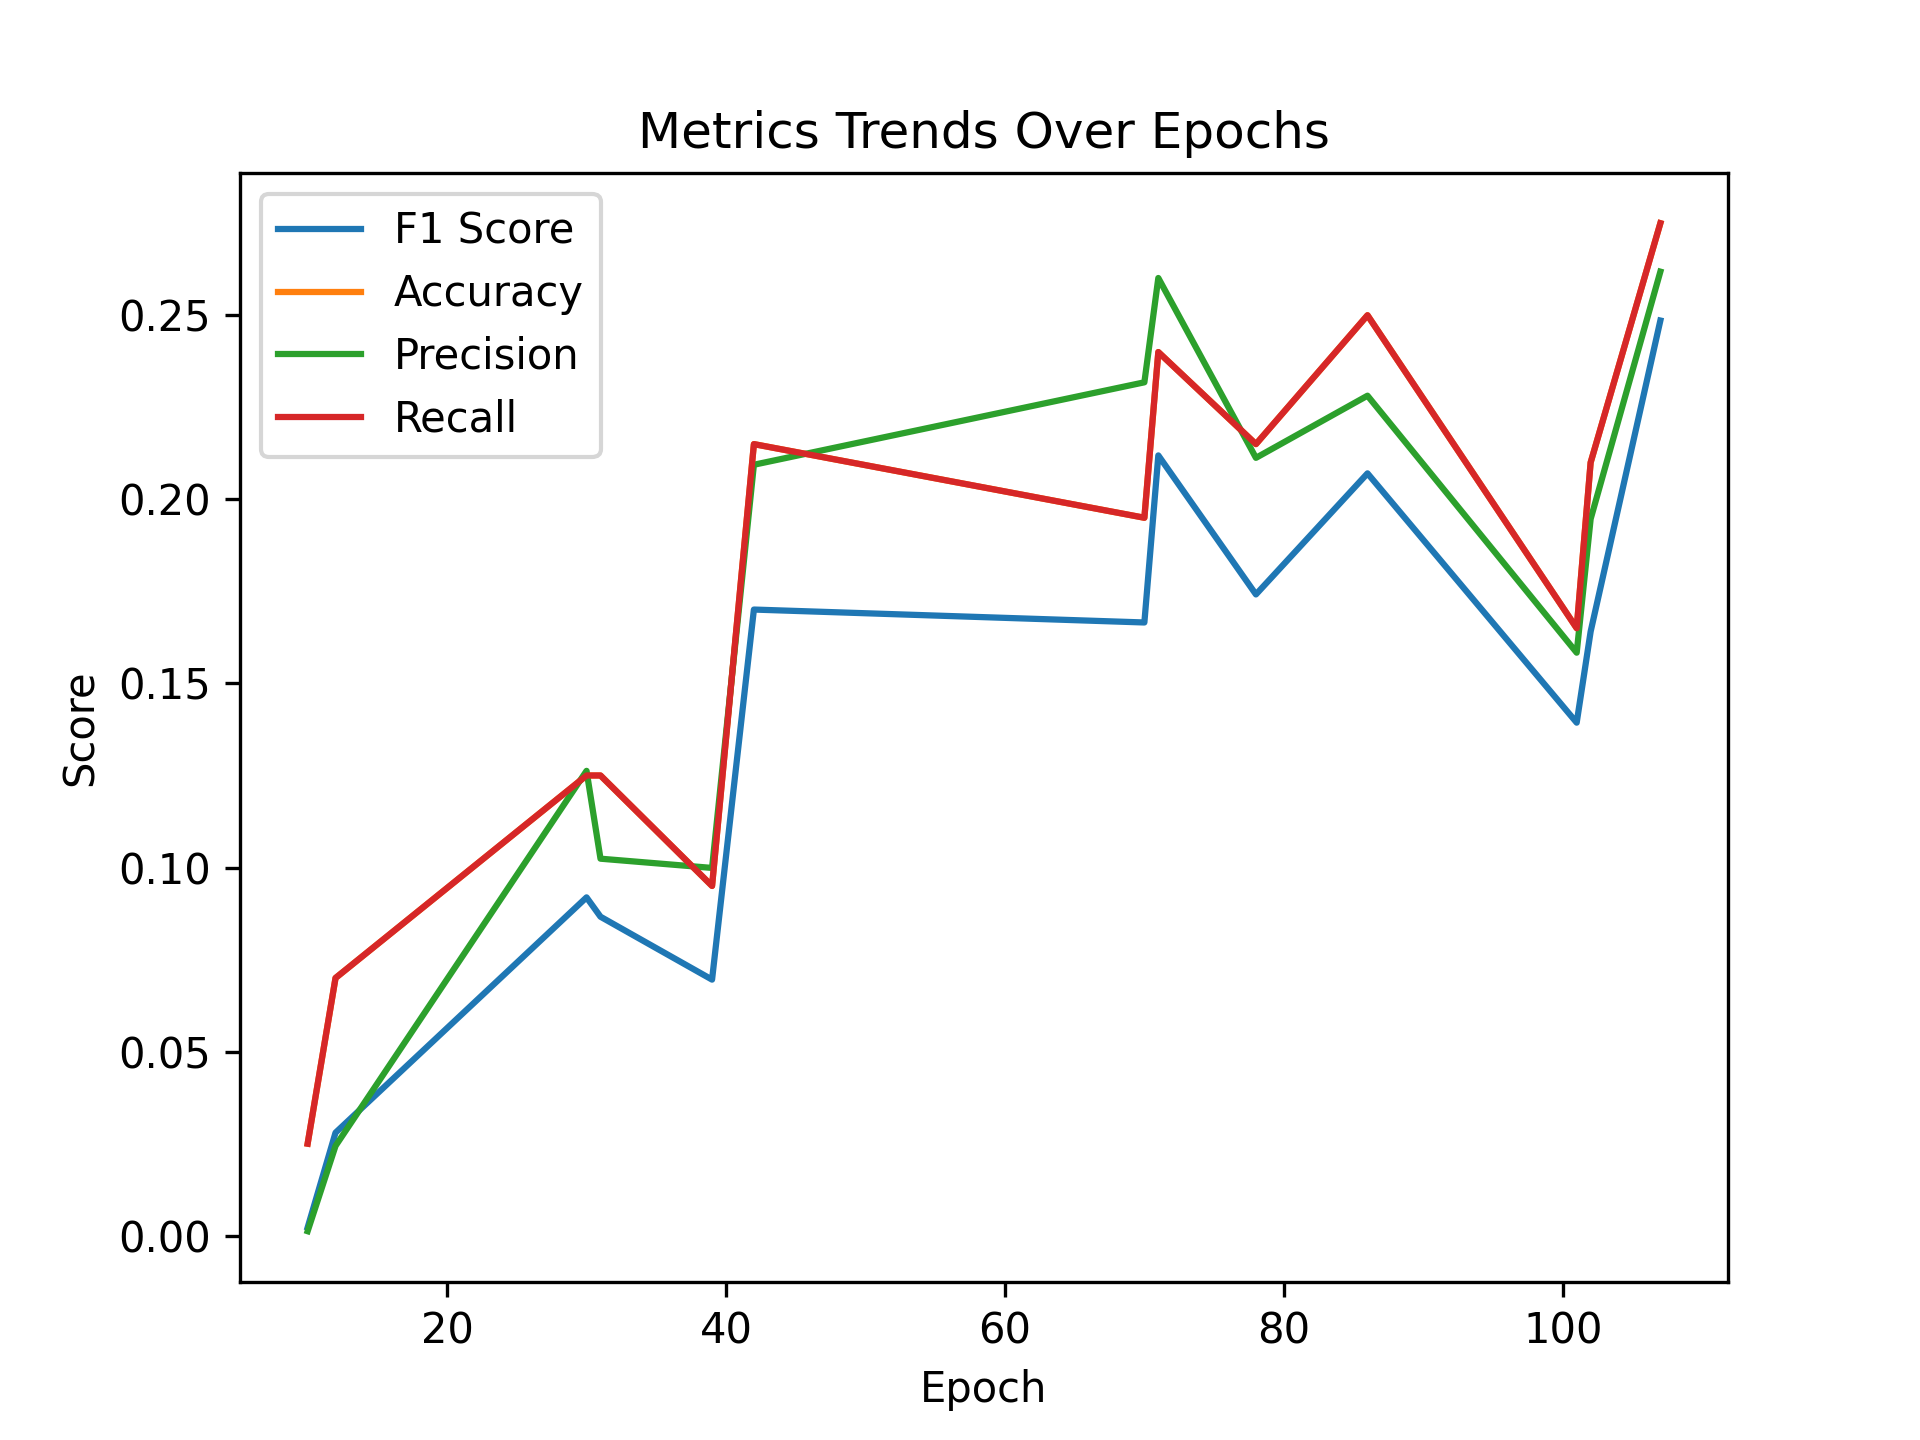 Metrics Trends Over Epochs
F1 Score
Accuracy
Precision
Recall
0.25
0.20
0.15
0.10
0.05
0.00
Score
20 40 60 80 100
Epoch